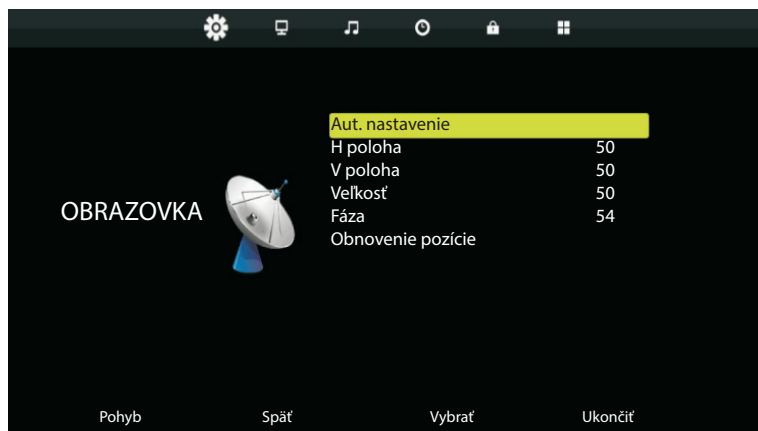 Aut. nastavenie
H poloha 50
V poloha 50
Veľkosť 50
OBRAZOVKA
Fáza 54
Obnovenie pozície
Pohyb Späť Vybrať Ukončiť